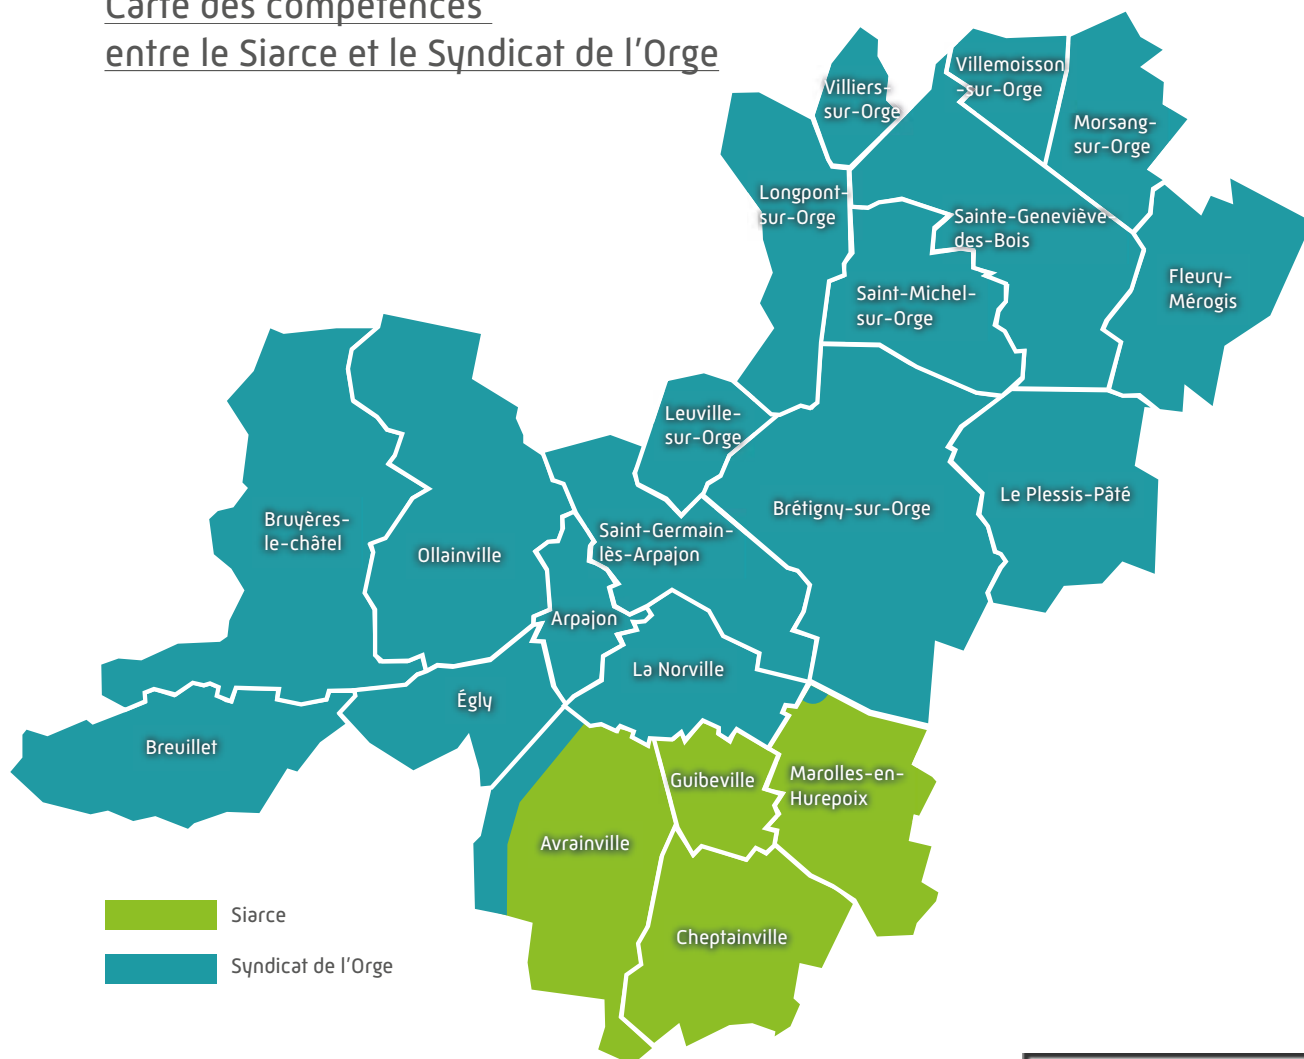 Carte des compétences
entre le Siarce et le Syndicat de l'Orge
Villiers-
sur-Orge
Villemoisson
-sur-Orge
Morsang-
sur-Orge
Longpont-
sur-Orge
Sainte-Geneviève-
des-Bois
Fleury-
Mérogis
Saint-Michel-
sur-Orge
Leuville-
sur-Orge
Le Plessis-Pâté
Brétigny-sur-Orge
Bruyères-
le-châtel
Ollainville
Saint-Germain-
lès-Arpajon
Arpajon
La Norville
Égly
Breuillet
Guibeville
Marolles-en-
Hurepoix
Avrainville
Cheptainville
Siarce
Syndicat de l'Orge